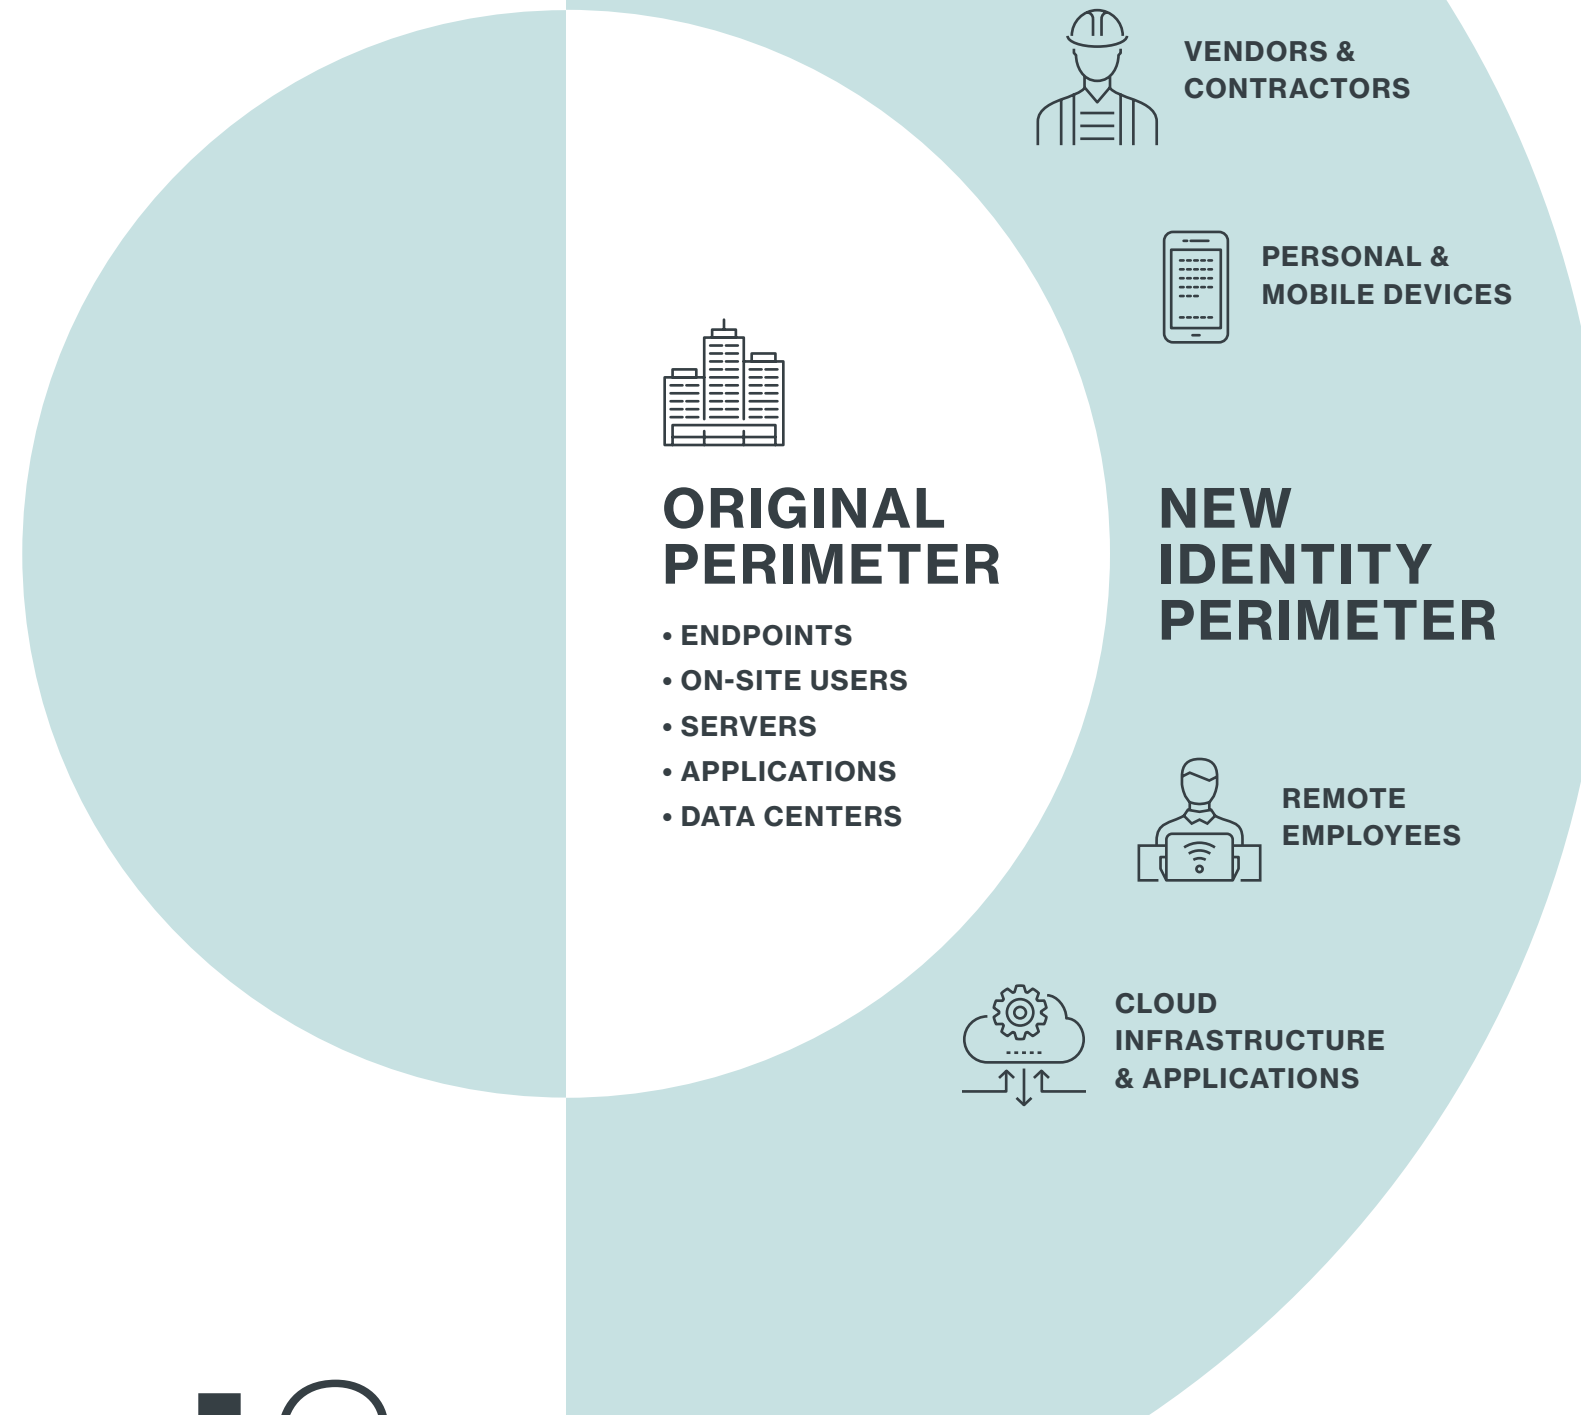 VENDORS &
CONTRACTORS
PERSONAL &
MOBILE DEVICES
ORIGINAL
PERIMETER
• ENDPOINTS
• ON-SITE USERS
• SERVERS
• APPLICATIONS
• DATA CENTERS
NEW
IDENTITY
PERIMETER
REMOTE
EMPLOYEES
CLOUD
INFRASTRUCTURE
& APPLICATIONS